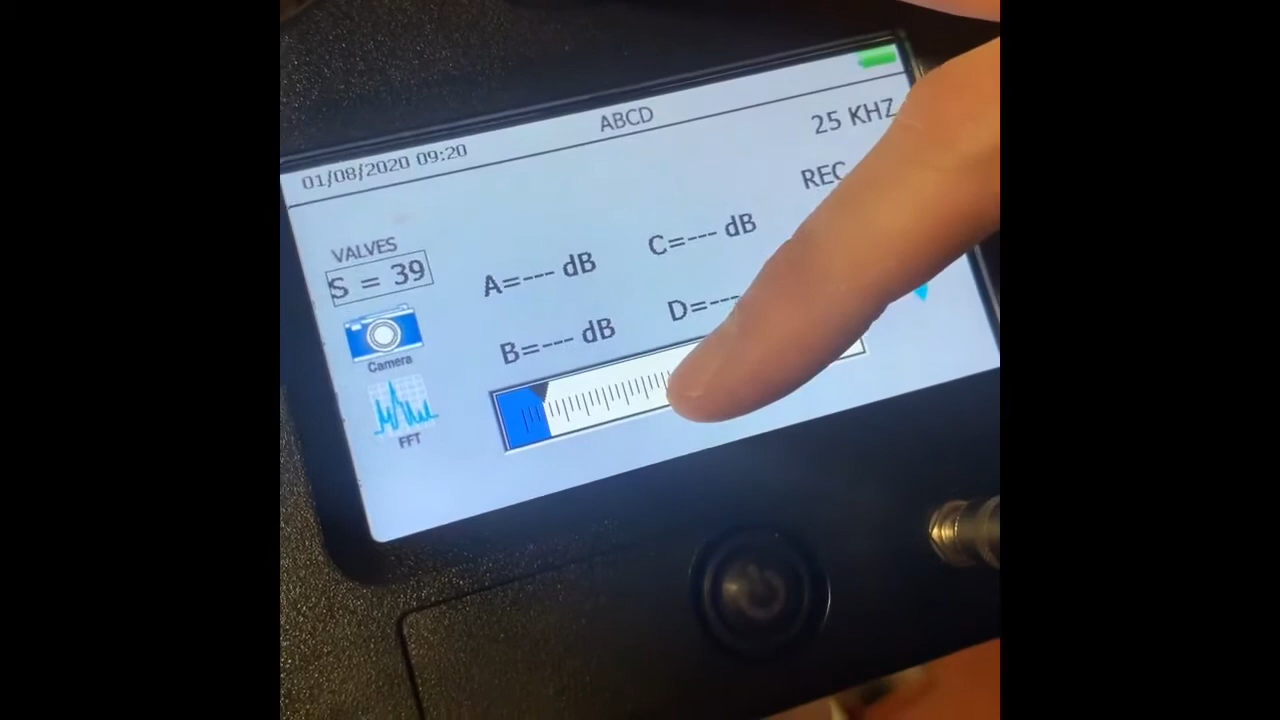 ABCD
01/08/2020 09:20
25 KHZ
REC
VALVES
S = 39
A=--- dB
C=--- dB
B=--- dB
D=---
Camera
FFT